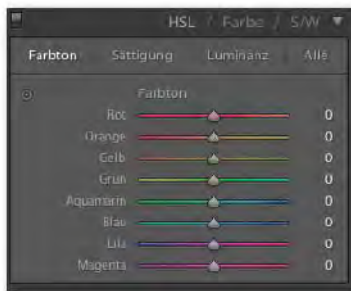 HSL / Farbe / S/W
Farbton Sättigung Luminanz Alle
Farbton
Rot 0
Orange 0
Gelb 0
Grün 0
Aquamarin 0
Blau 0
Lila 0
Magenta 0